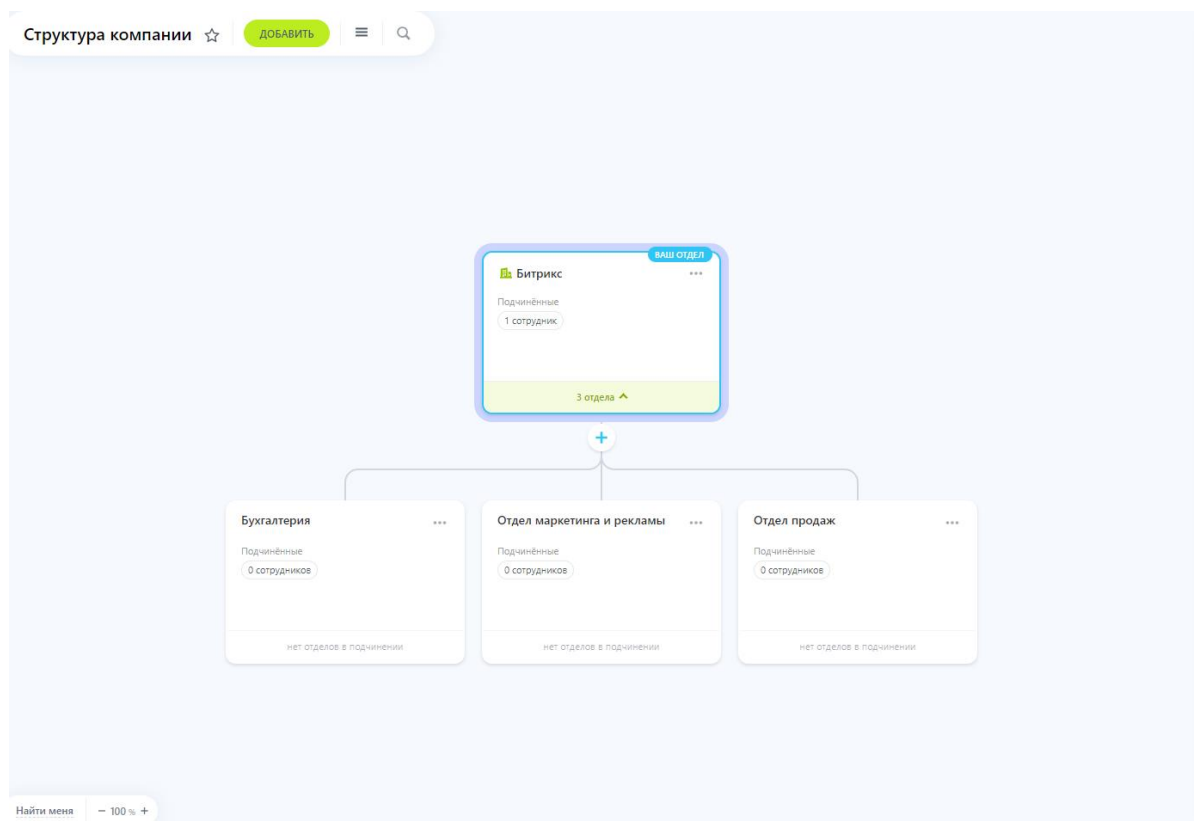 Структура компании
ДОБАВИТЬ
ВАШ ОТДЕЛ
Битрикс
Подчинённые
1 сотрудник
3 отдела
Бухгалтерия
Подчинённые
0 сотрудников
нет отделов в подчинении
Отдел маркетинга и рекламы
Подчинённые
0 сотрудников
нет отделов в подчинении
Отдел продаж
Подчинённые
0 сотрудников
нет отделов в подчинении
Найти меня − 100 % +